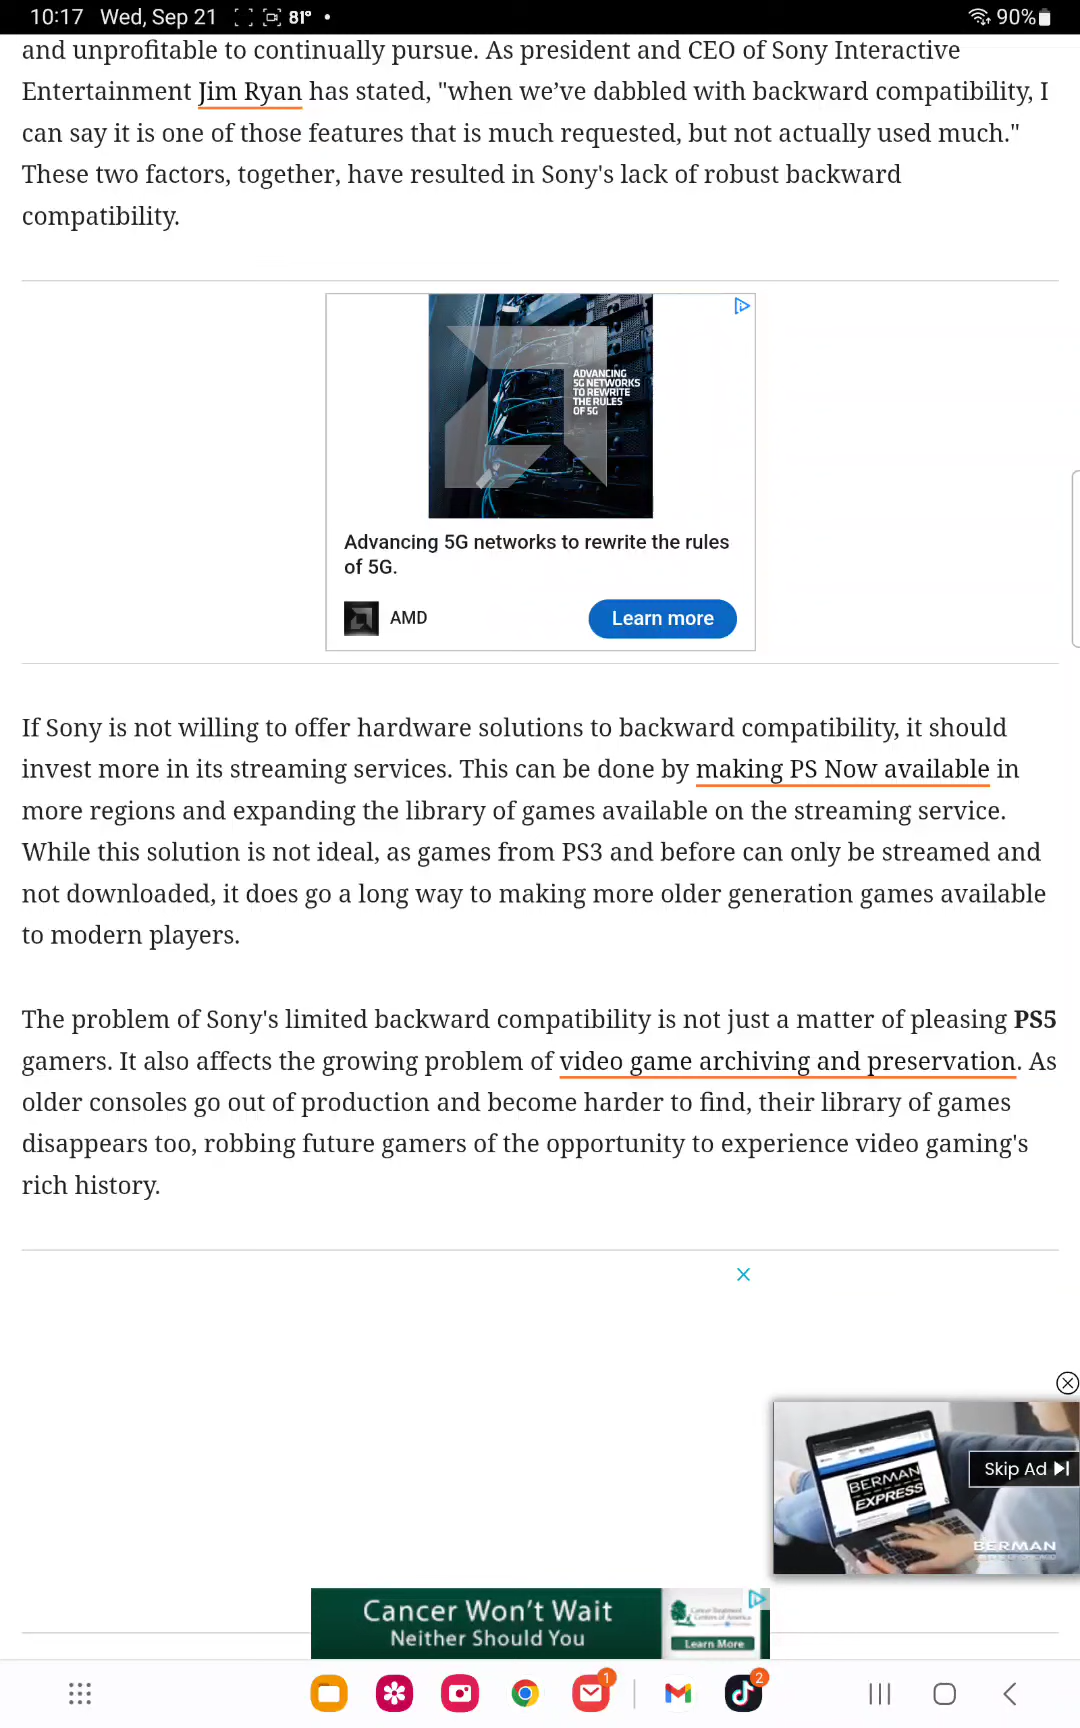 10:17 Wed, Sep 21 81° • 90%
and unprofitable to continually pursue. As president and CEO of Sony Interactive
Entertainment Jim Ryan has stated, "when we’ve dabbled with backward compatibility, I
can say it is one of those features that is much requested, but not actually used much."
These two factors, together, have resulted in Sony's lack of robust backward
compatibility.
ADVANCING
5G NETWORKS
TO REWRITE
THE RULES
OF 5G
Advancing 5G networks to rewrite the rules
of 5G.
AMD
Learn more
If Sony is not willing to offer hardware solutions to backward compatibility, it should
invest more in its streaming services. This can be done by making PS Now available in
more regions and expanding the library of games available on the streaming service.
While this solution is not ideal, as games from PS3 and before can only be streamed and
not downloaded, it does go a long way to making more older generation games available
to modern players.
The problem of Sony's limited backward compatibility is not just a matter of pleasing PS5
gamers. It also affects the growing problem of video game archiving and preservation. As
older consoles go out of production and become harder to find, their library of games
disappears too, robbing future gamers of the opportunity to experience video gaming's
rich history.
Skip Ad
BERMAN
EXPRESS
BERMAN
Cancer Won't Wait
Neither Should You
Cancer Treatment
Centers of America
Learn More
1
2